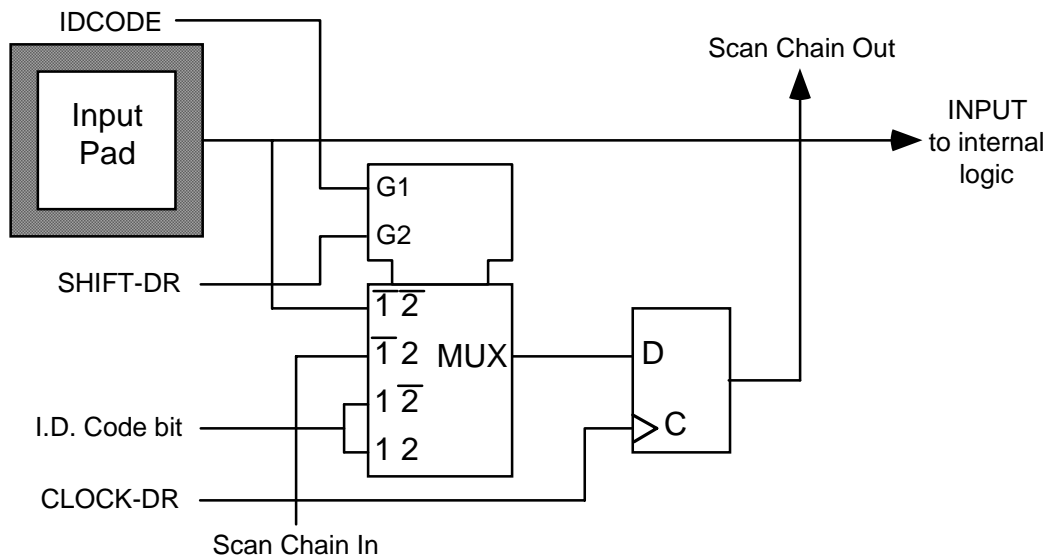 IDCODE
Scan Chain Out
Input
Pad
INPUT
to internal
logic
G1
G2
SHIFT-DR
1̅ 2̅
1̅ 2
MUX
D
1 2̅
I.D. Code bit
C
1 2
CLOCK-DR
Scan Chain In